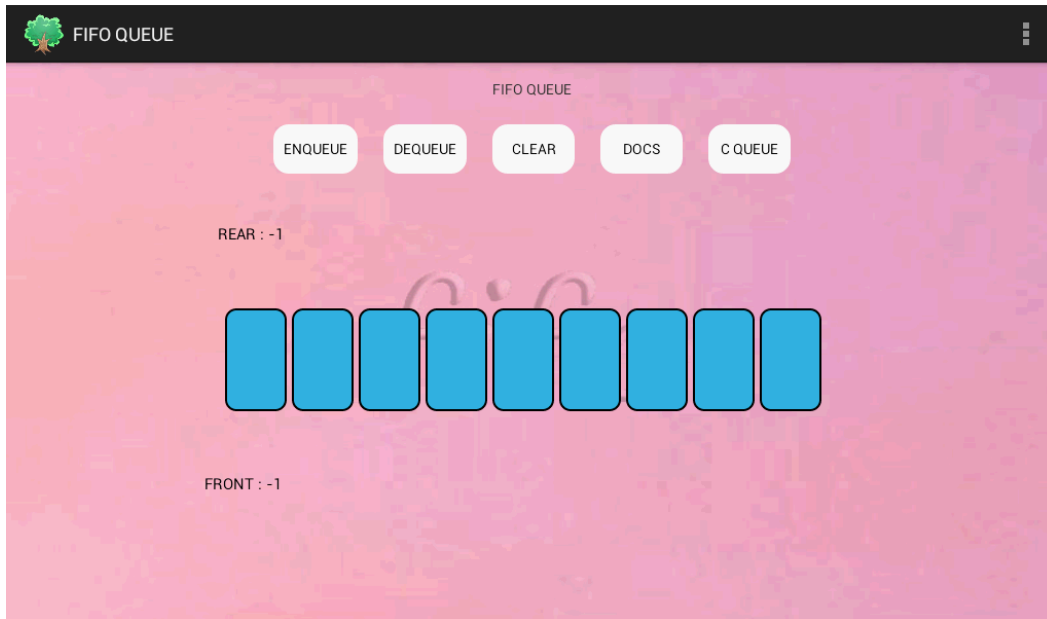 FIFO QUEUE
FIFO QUEUE
ENQUEUE DEQUEUE CLEAR DOCS C QUEUE
REAR : -1
FRONT : -1